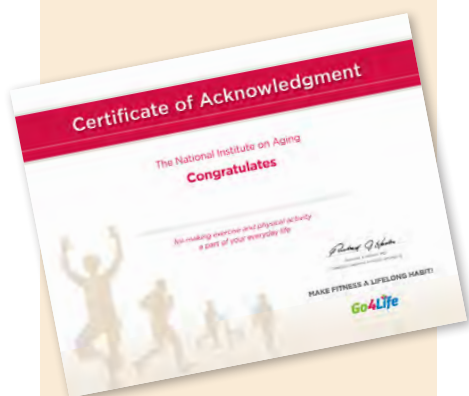 Certificate of Acknowledgment
The National Institute on Aging
Congratulates
for making exercise and physical activity
a part of your everyday life
MAKE FITNESS A LIFELONG HABIT!
Go4Life